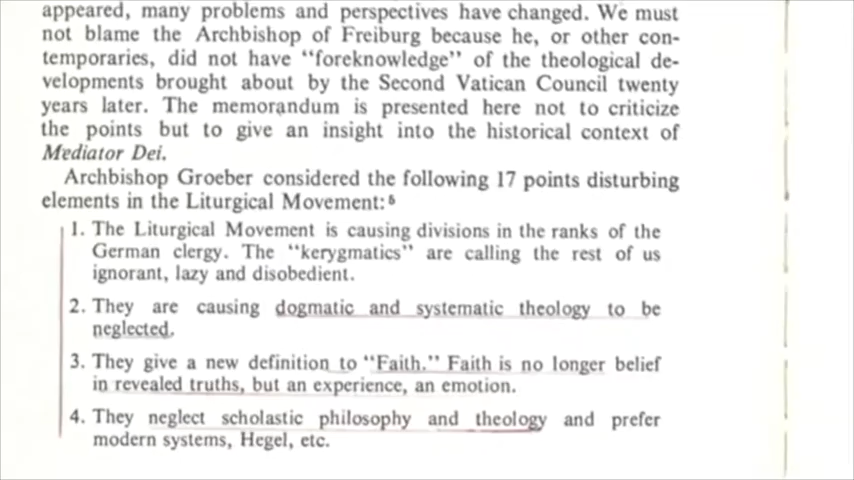 appeared, many problems and perspectives have changed. We must
not blame the Archbishop of Freiburg because he, or other con-
temporaries, did not have "foreknowledge" of the theological de-
velopments brought about by the Second Vatican Council twenty
years later. The memorandum is presented here not to criticize
the points but to give an insight into the historical context of
Mediator Dei.
Archbishop Groeber considered the following 17 points disturbing
elements in the Liturgical Movement:⁵
1. The Liturgical Movement is causing divisions in the ranks of the
German clergy. The "kerygmatics" are calling the rest of us
ignorant, lazy and disobedient.
2. They are causing dogmatic and systematic theology to be
neglected.
3. They give a new definition to "Faith." Faith is no longer belief
in revealed truths, but an experience, an emotion.
4. They neglect scholastic philosophy and theology and prefer
modern systems, Hegel, etc.